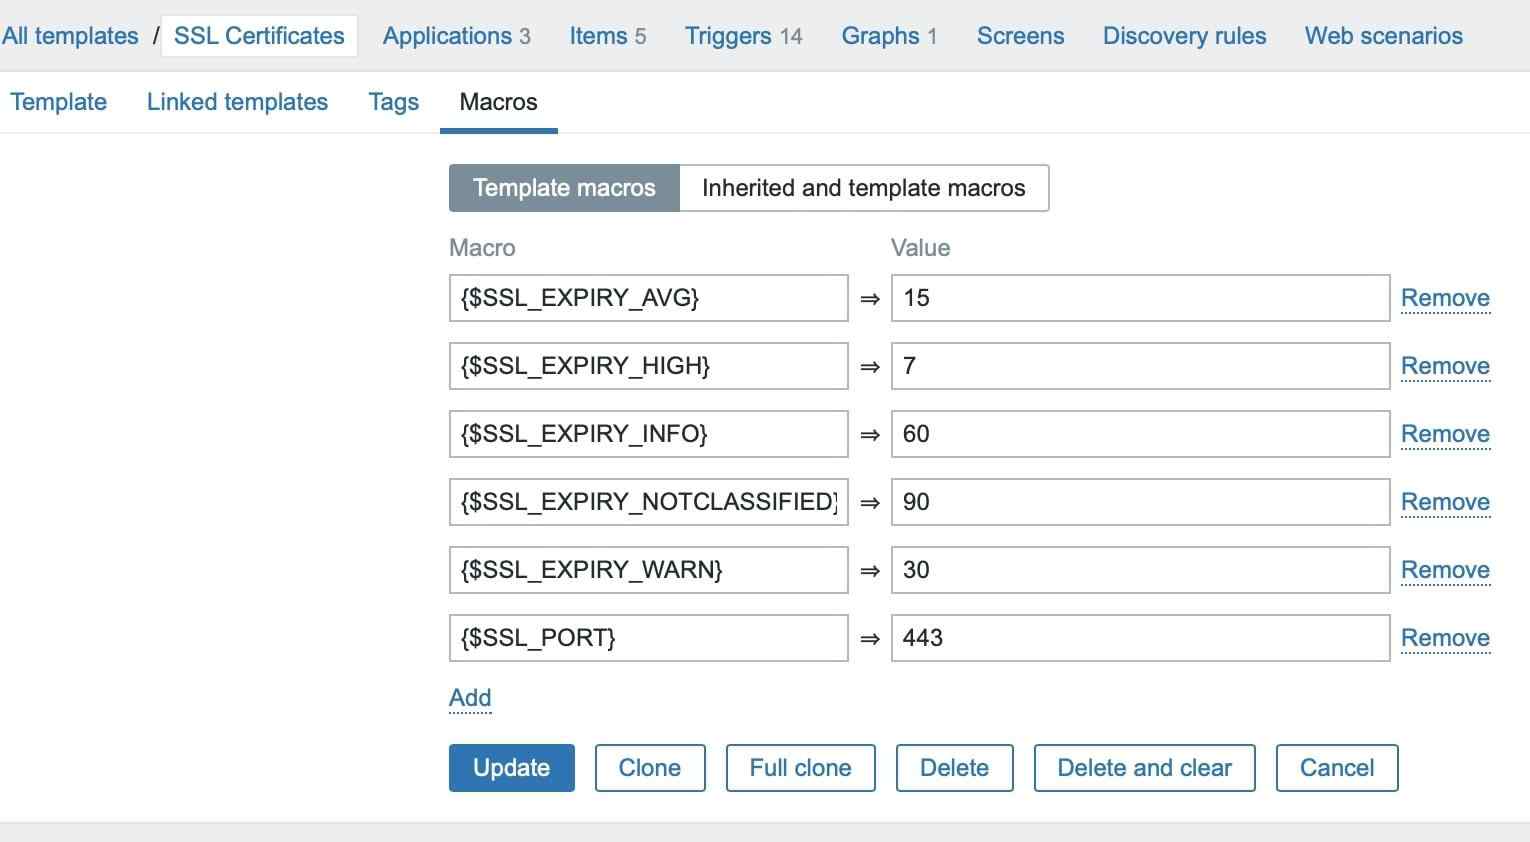 All templates / SSL Certificates Applications 3 Items 5 Triggers 14 Graphs 1 Screens Discovery rules Web scenarios
Template Linked templates Tags Macros
Template macros Inherited and template macros
Macro Value
{$SSL_EXPIRY_AVG} ⇒ 15 Remove
{$SSL_EXPIRY_HIGH} ⇒ 7 Remove
{$SSL_EXPIRY_INFO} ⇒ 60 Remove
{$SSL_EXPIRY_NOTCLASSIFIED} ⇒ 90 Remove
{$SSL_EXPIRY_WARN} ⇒ 30 Remove
{$SSL_PORT} ⇒ 443 Remove
Add
Update Clone Full clone Delete Delete and clear Cancel